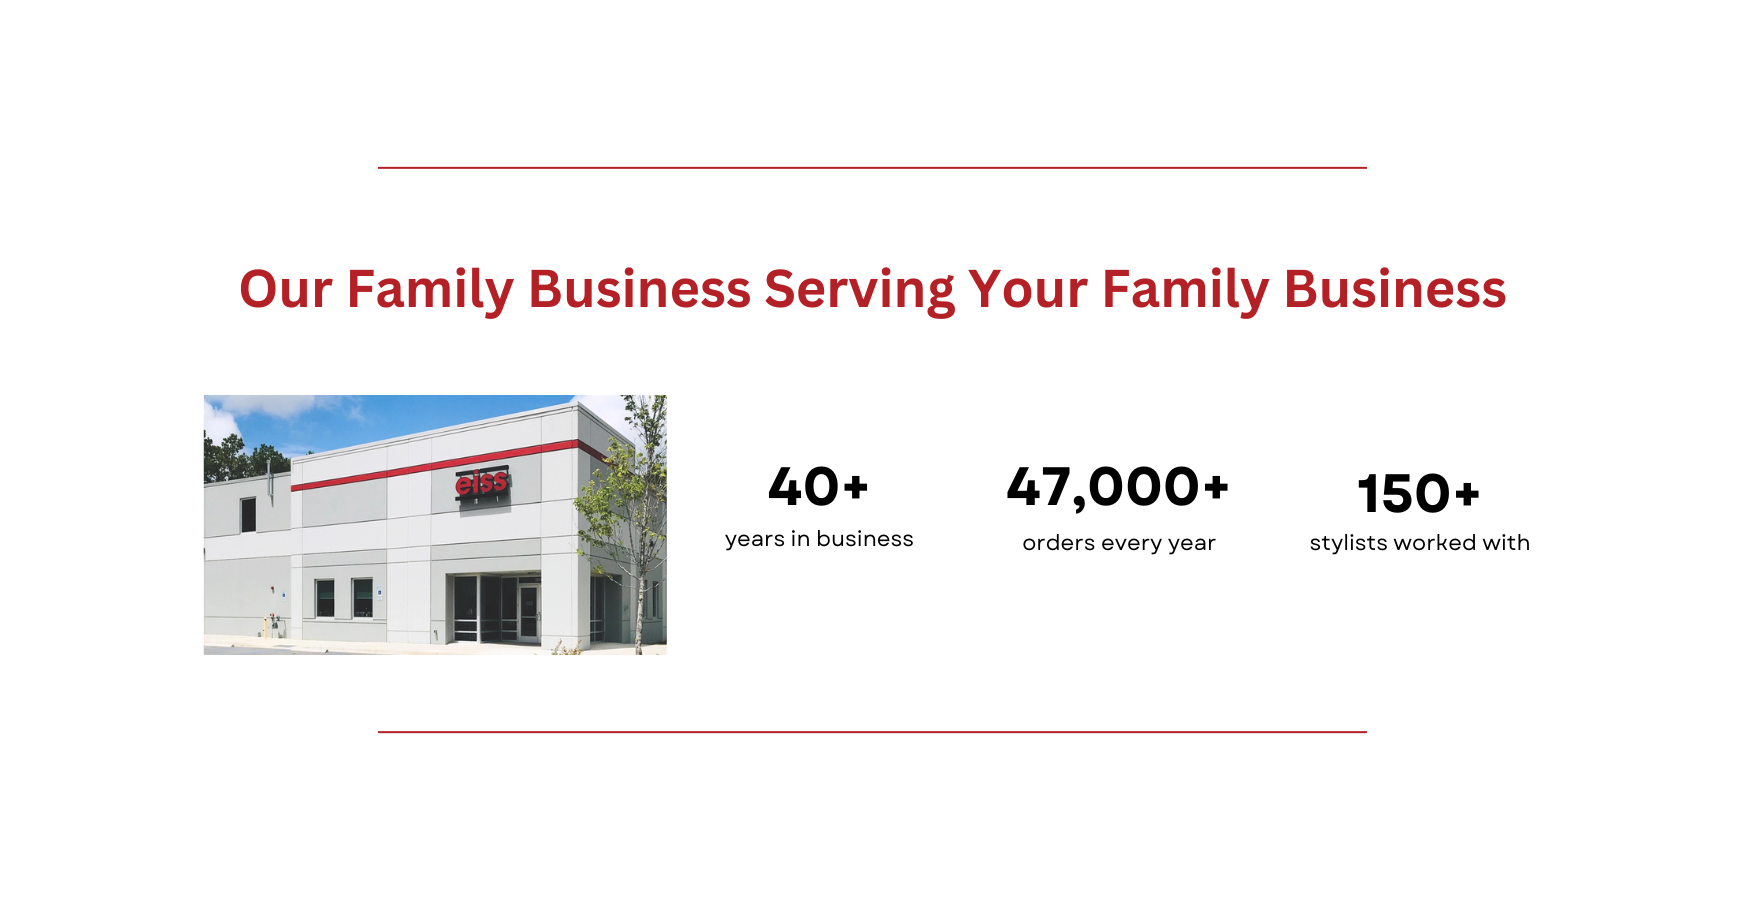 Our Family Business Serving Your Family Business
eiss
40+
years in business
47,000+
orders every year
150+
stylists worked with